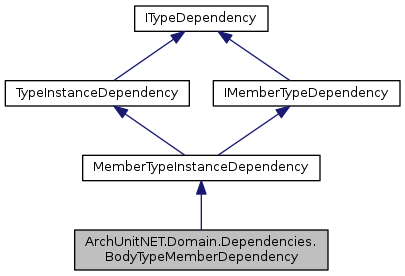 ITypeDependency
TypeInstanceDependency
IMemberTypeDependency
MemberTypeInstanceDependency
ArchUnitNET.Domain.Dependencies.
BodyTypeMemberDependency